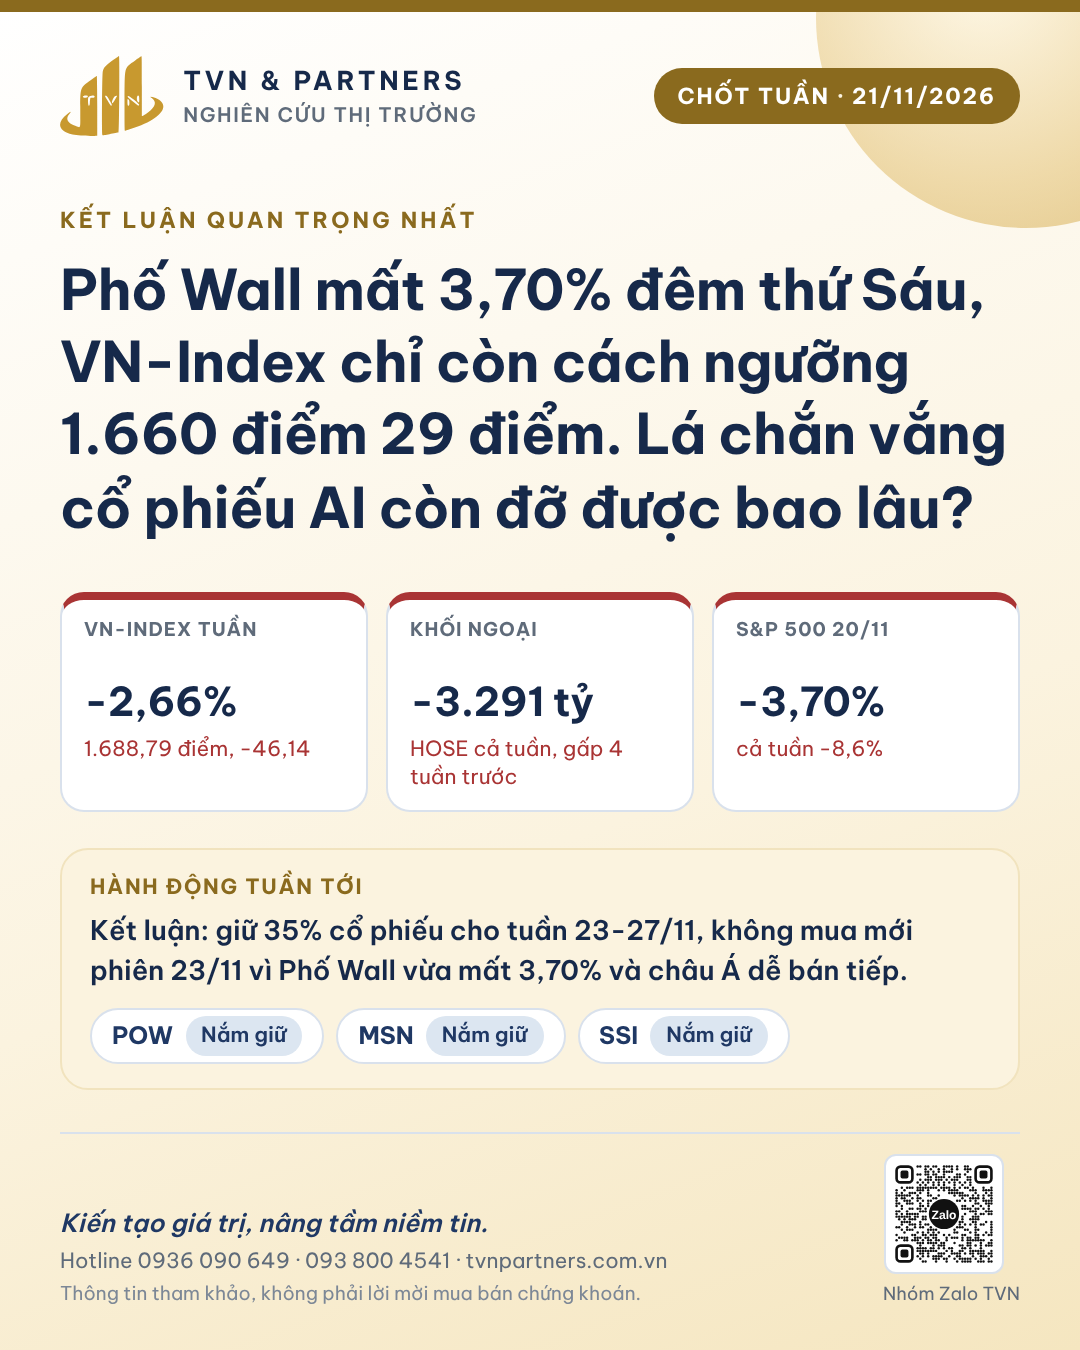 TVN
TVN & PARTNERS
NGHIÊN CỨU THỊ TRƯỜNG
CHỐT TUẦN · 21/11/2026
KẾT LUẬN QUAN TRỌNG NHẤT
Phố Wall mất 3,70% đêm thứ Sáu,
VN-Index chỉ còn cách ngưỡng
1.660 điểm 29 điểm. Lá chắn vắng
cổ phiếu AI còn đỡ được bao lâu?
VN-INDEX TUẦN
-2,66%
1.688,79 điểm, -46,14
KHỐI NGOẠI
-3.291 tỷ
HOSE cả tuần, gấp 4
tuần trước
S&P 500 20/11
-3,70%
cả tuần -8,6%
HÀNH ĐỘNG TUẦN TỚI
Kết luận: giữ 35% cổ phiếu cho tuần 23-27/11, không mua mới
phiên 23/11 vì Phố Wall vừa mất 3,70% và châu Á dễ bán tiếp.
POW Nắm giữ
MSN Nắm giữ
SSI Nắm giữ
Kiến tạo giá trị, nâng tầm niềm tin.
Hotline 0936 090 649 · 093 800 4541 · tvnpartners.com.vn
Thông tin tham khảo, không phải lời mời mua bán chứng khoán.
Zalo
Nhóm Zalo TVN